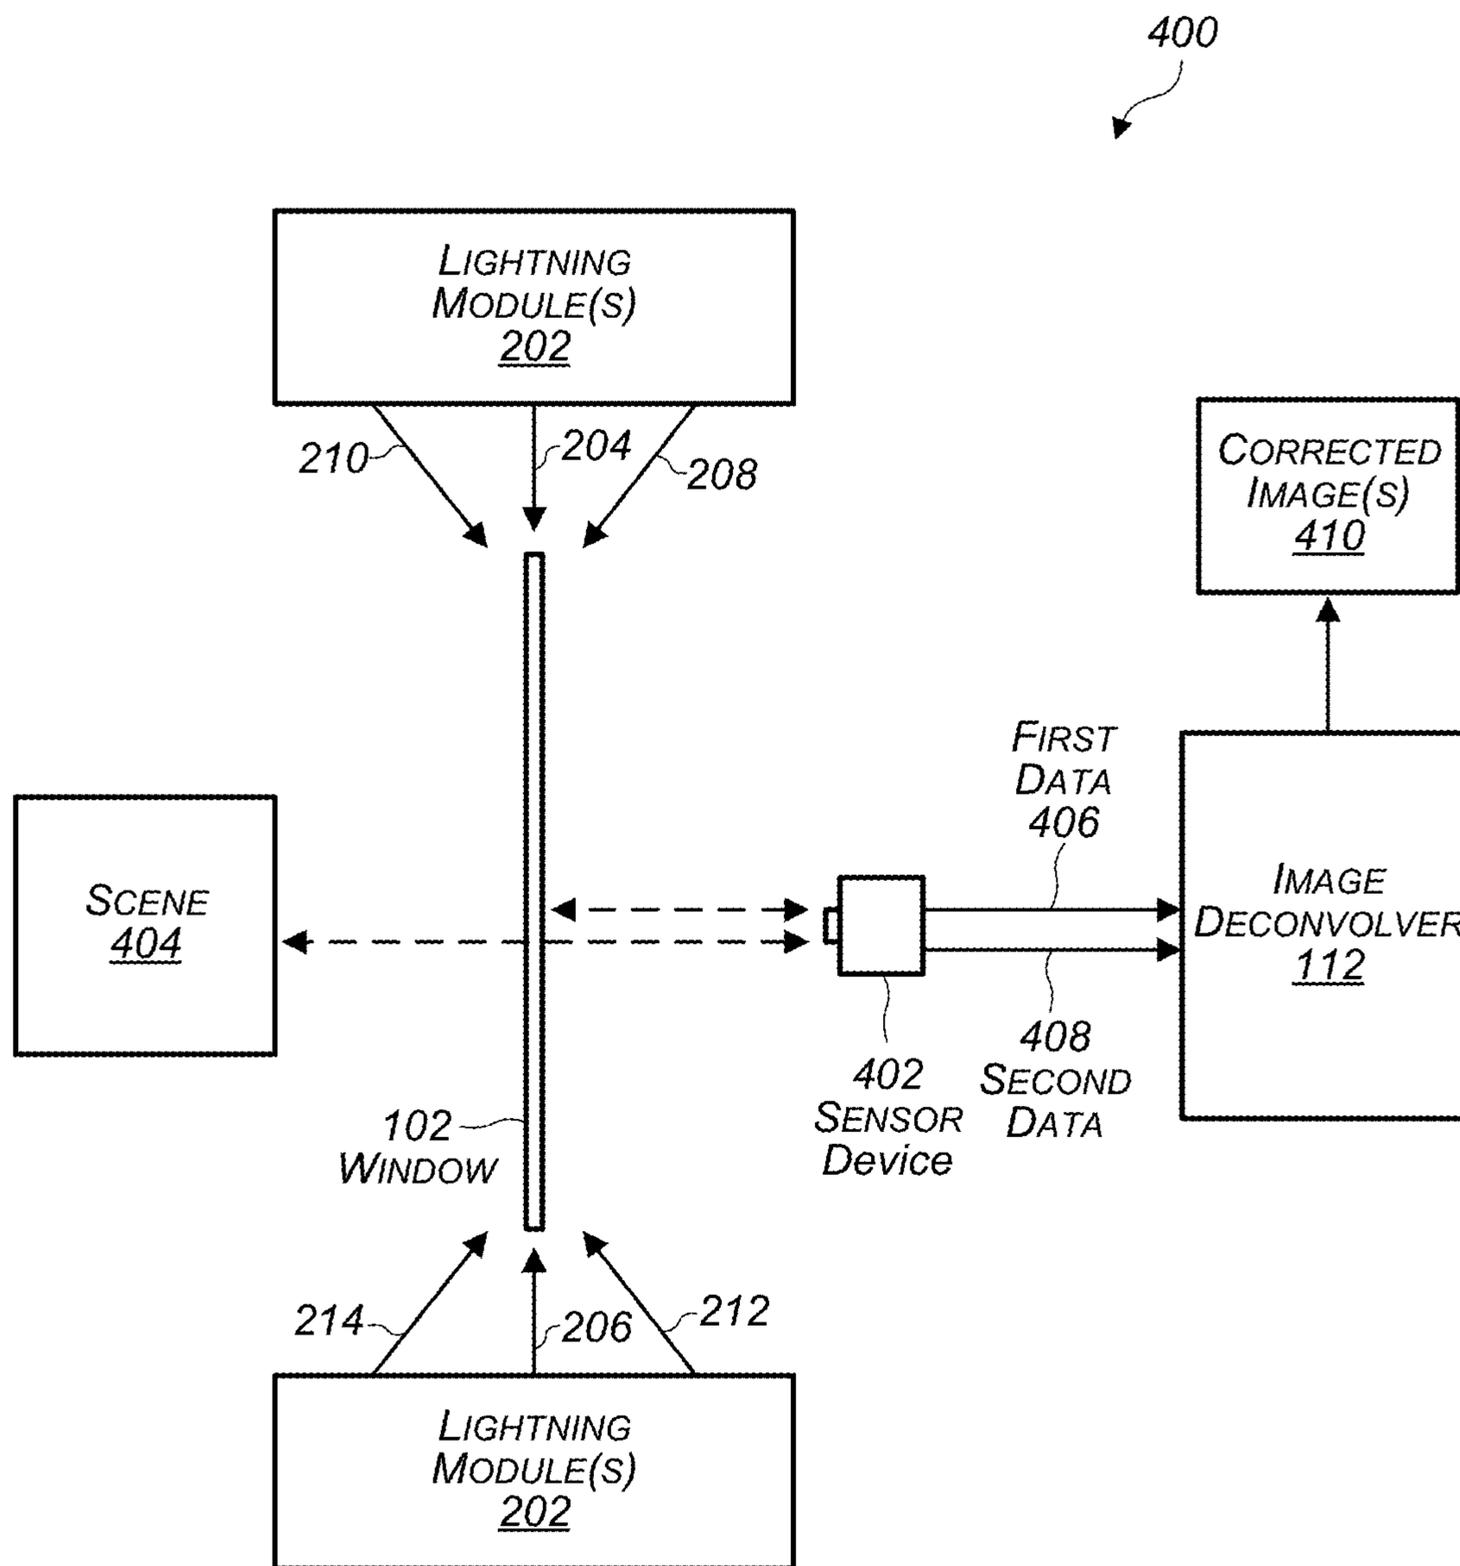 400
LIGHTNING
MODULE(S)
202
210
204
208
CORRECTED
IMAGE(S)
410
FIRST
DATA
406
SCENE
404
IMAGE
DECONVOLVER
112
408
SECOND
DATA
402
SENSOR
Device
102
WINDOW
214
206
212
LIGHTNING
MODULE(S)
202